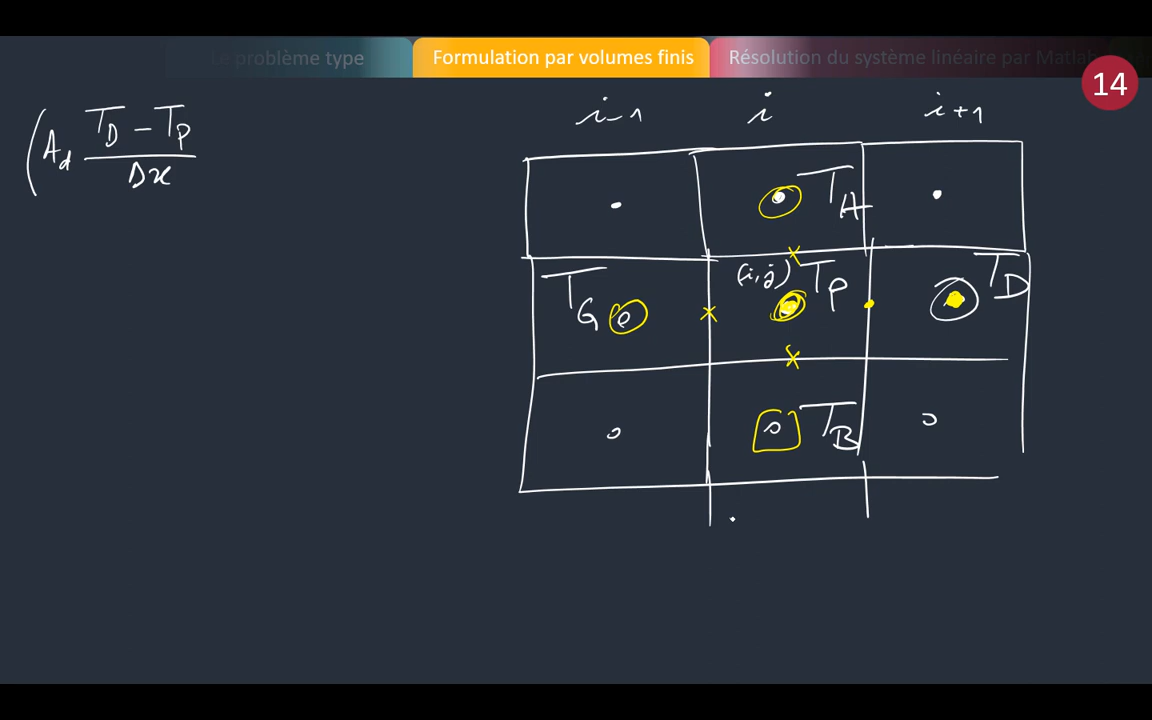 problème type
Formulation par volumes finis
Résolution du système linéaire par Matlab
14
i-1 i i+1
(A_d (T_D - T_P)/Δx
T_A
(i,j) T_P
T_G
T_D
T_B